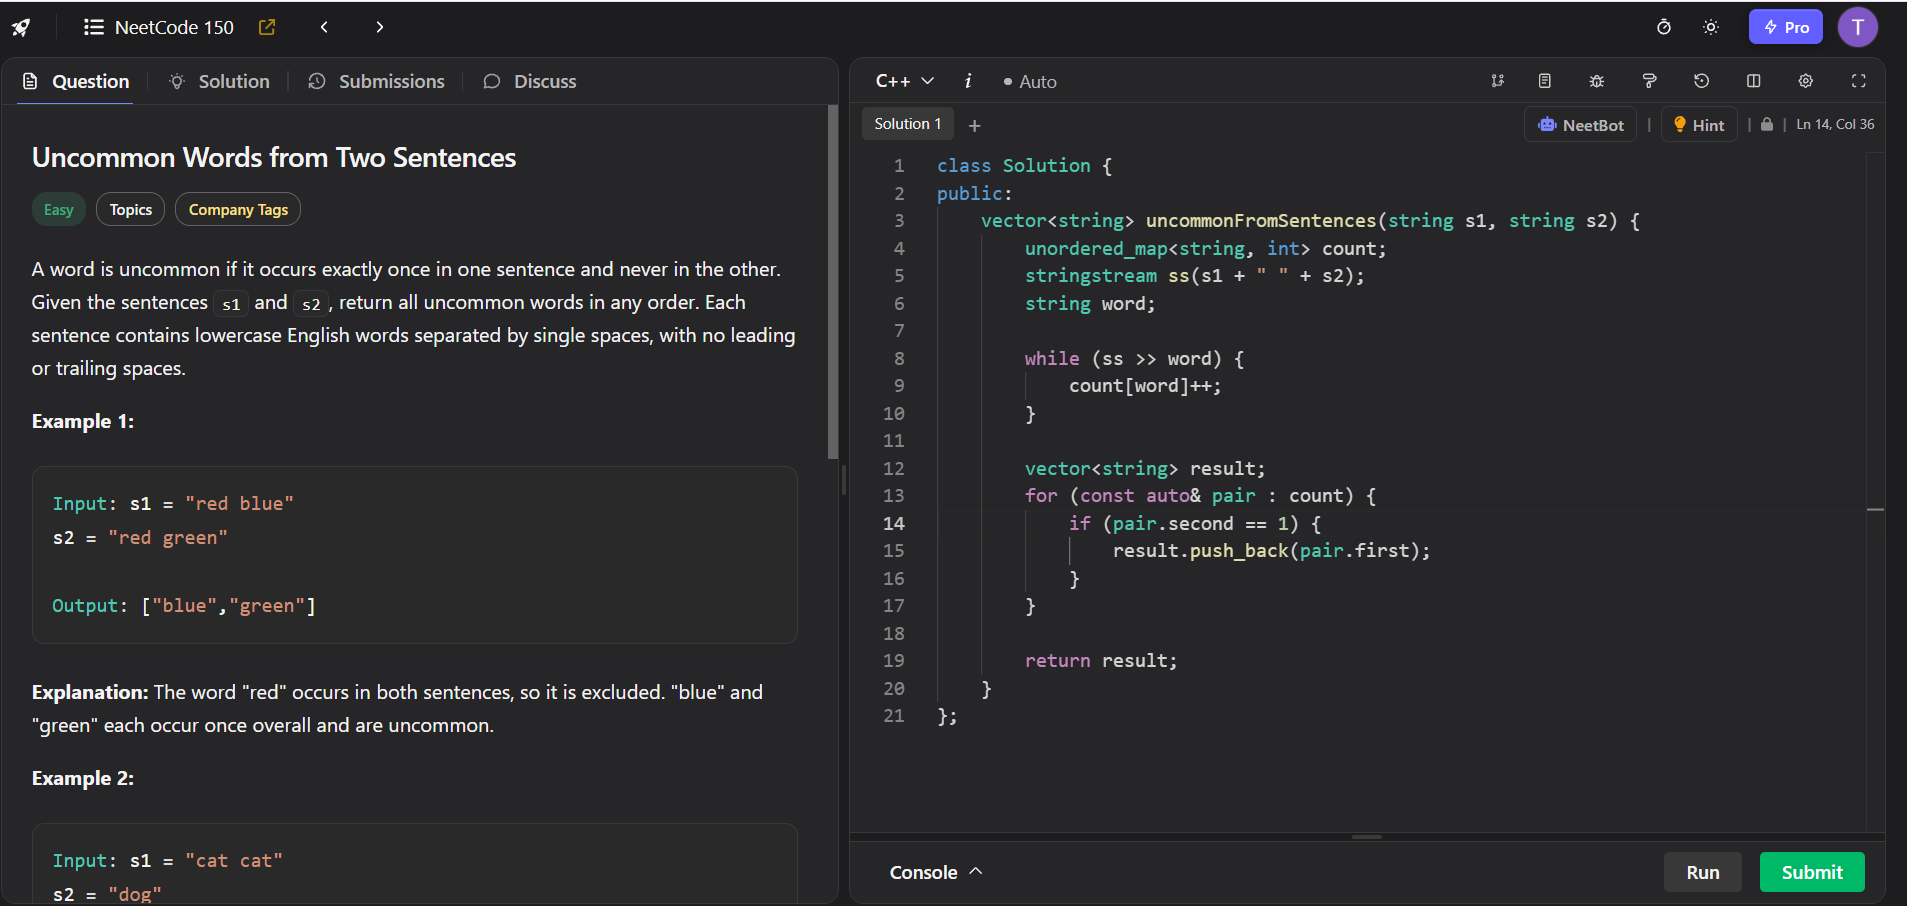 NeetCode 150
Pro
T
Question
Solution
Submissions
Discuss
Uncommon Words from Two Sentences
Easy
Topics
Company Tags
A word is uncommon if it occurs exactly once in one sentence and never in the other.
Given the sentences s1 and s2, return all uncommon words in any order. Each
sentence contains lowercase English words separated by single spaces, with no leading
or trailing spaces.
Example 1:
Input: s1 = "red blue"
s2 = "red green"
Output: ["blue","green"]
Explanation: The word "red" occurs in both sentences, so it is excluded. "blue" and
"green" each occur once overall and are uncommon.
Example 2:
Input: s1 = "cat cat"
s2 = "dog"
C++
i
Auto
Solution 1
+
NeetBot
|
Hint
|
|
Ln 14, Col 36
1 class Solution {
2 public:
3     vector<string> uncommonFromSentences(string s1, string s2) {
4         unordered_map<string, int> count;
5         stringstream ss(s1 + " " + s2);
6         string word;
7
8         while (ss >> word) {
9             count[word]++;
10         }
11
12         vector<string> result;
13         for (const auto& pair : count) {
14             if (pair.second == 1) {
15                 result.push_back(pair.first);
16             }
17         }
18
19         return result;
20     }
21 };
Console
Run
Submit